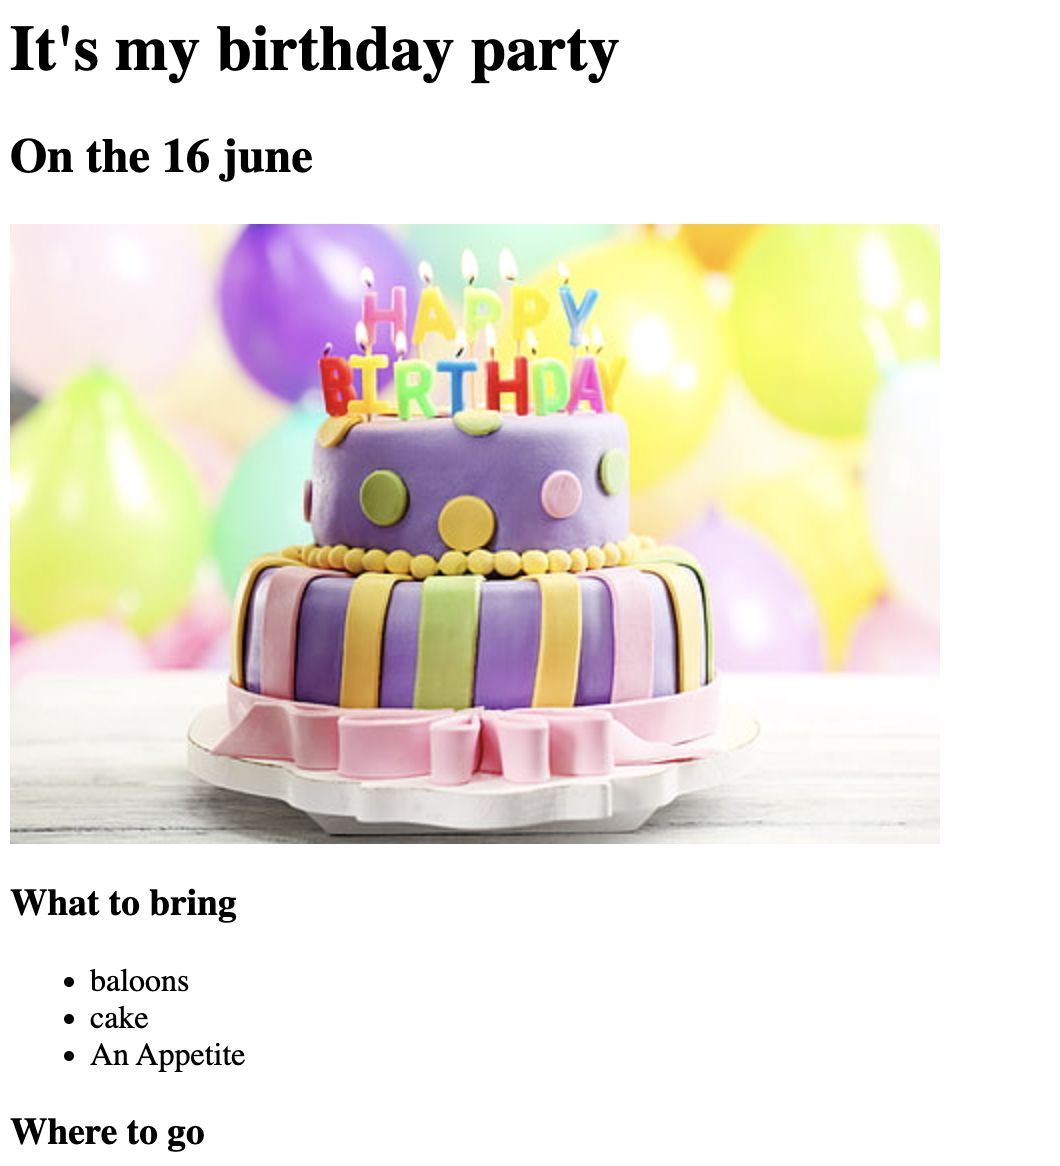 It's my birthday party
On the 16 june
HAPPY
BIRTHDAY
What to bring
baloons
cake
An Appetite
Where to go